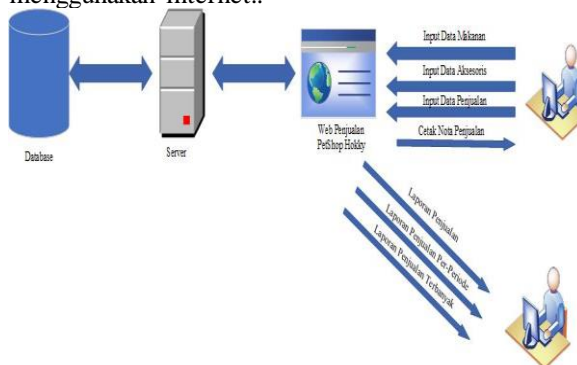 menggunakan Internet..
Input Data Makanan
Input Data Aksesoris
Input Data Penjualan
Cetak Nota Penjualan
Web Penjualan
PetShop Hokky
Server
Database
Laporan Penjualan
Laporan Penjualan Per-Periode
Laporan Penjualan Terbanyak